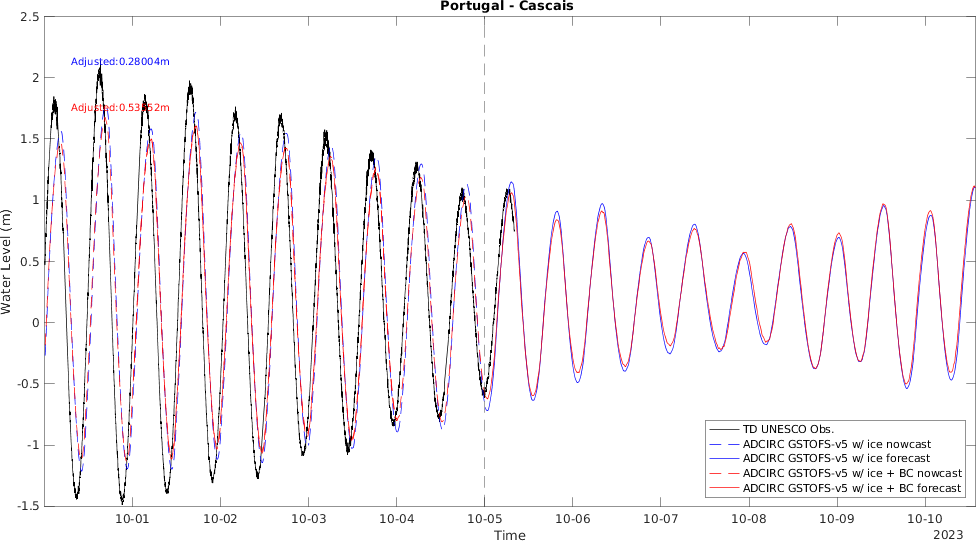 Portugal - Cascais
2.5
2
1.5
1
0.5
0
-0.5
-1
-1.5
Water Level (m)
Adjusted:0.28004m
TD UNESCO Obs.
ADCIRC GSTOFS-v5 w/ ice nowcast
ADCIRC GSTOFS-v5 w/ ice forecast
ADCIRC GSTOFS-v5 w/ ice + BC nowcast
ADCIRC GSTOFS-v5 w/ ice + BC forecast
10-01 10-02 10-03 10-04 10-05 10-06 10-07 10-08 10-09 10-10
Time
2023